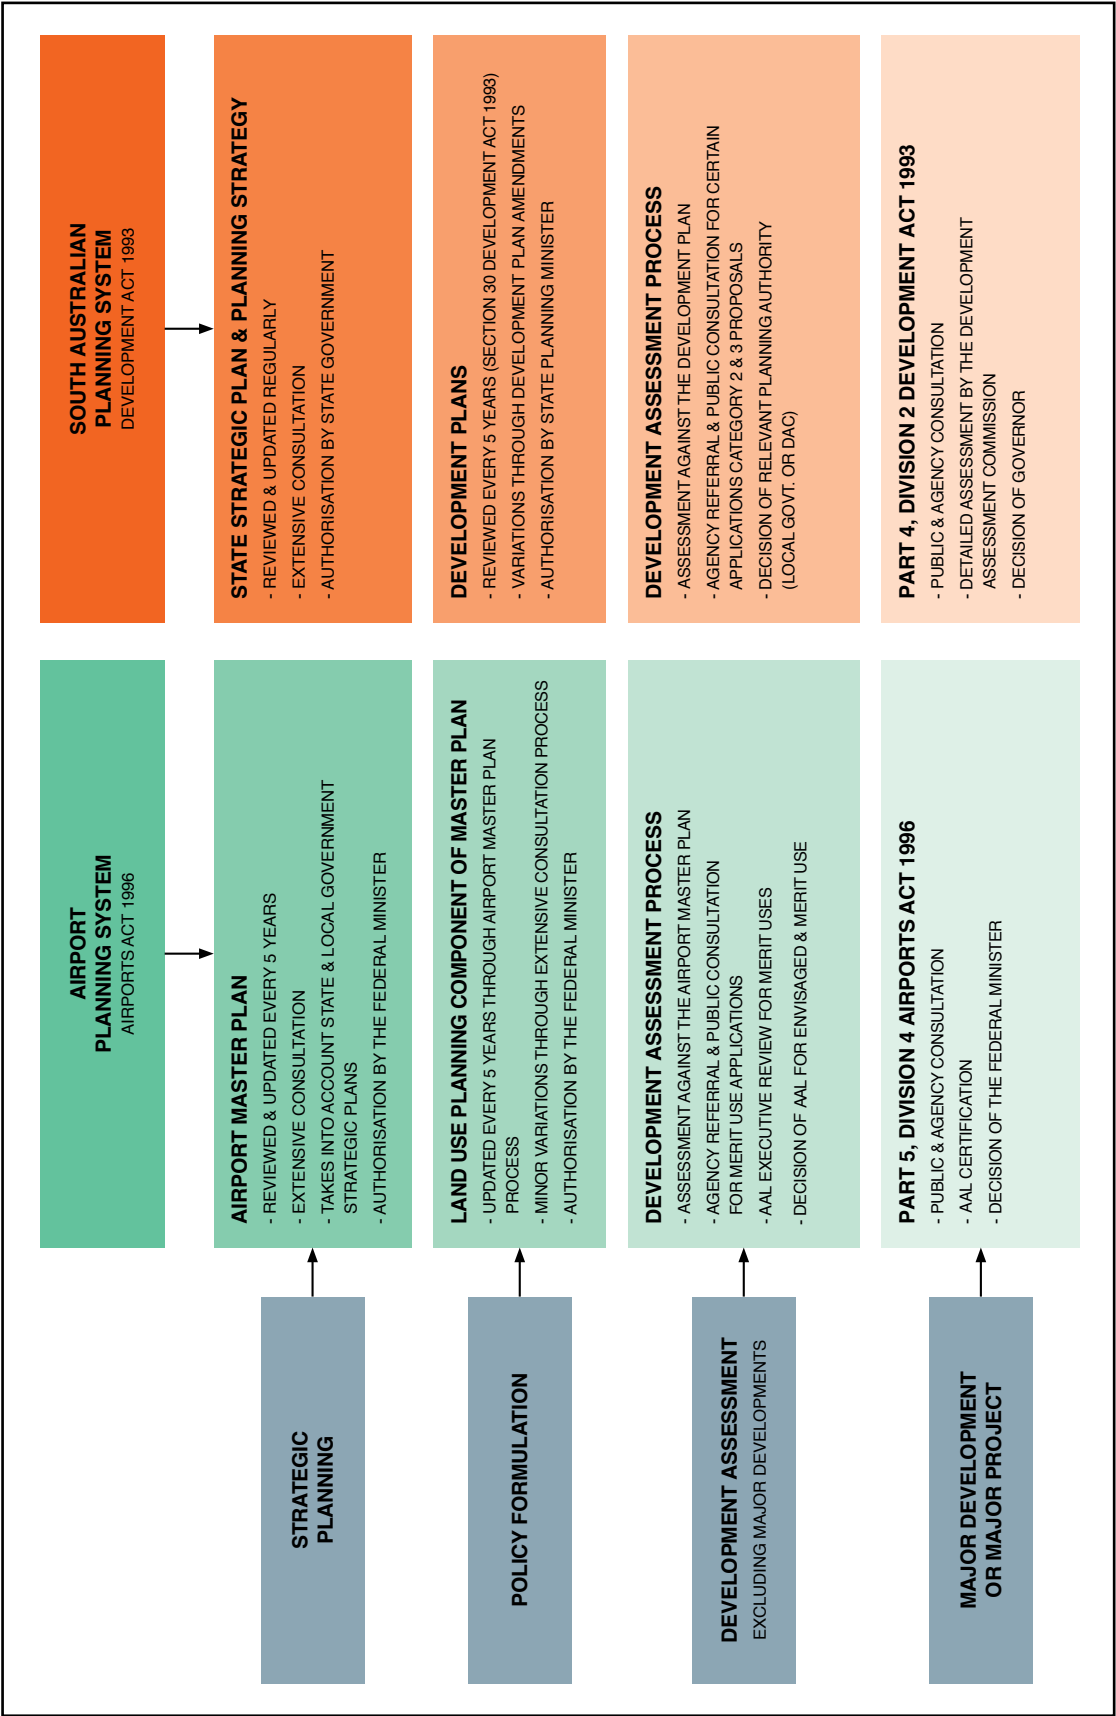 AIRPORT
PLANNING SYSTEM
AIRPORTS ACT 1996
SOUTH AUSTRALIAN
PLANNING SYSTEM
DEVELOPMENT ACT 1993
STRATEGIC
PLANNING
AIRPORT MASTER PLAN
- REVIEWED & UPDATED EVERY 5 YEARS
- EXTENSIVE CONSULTATION
- TAKES INTO ACCOUNT STATE & LOCAL GOVERNMENT
STRATEGIC PLANS
- AUTHORISATION BY THE FEDERAL MINISTER
STATE STRATEGIC PLAN & PLANNING STRATEGY
- REVIEWED & UPDATED REGULARLY
- EXTENSIVE CONSULTATION
- AUTHORISATION BY STATE GOVERNMENT
POLICY FORMULATION
LAND USE PLANNING COMPONENT OF MASTER PLAN
- UPDATED EVERY 5 YEARS THROUGH AIRPORT MASTER PLAN
PROCESS
- MINOR VARIATIONS THROUGH EXTENSIVE CONSULTATION PROCESS
- AUTHORISATION BY THE FEDERAL MINISTER
DEVELOPMENT PLANS
- REVIEWED EVERY 5 YEARS (SECTION 30 DEVELOPMENT ACT 1993)
- VARIATIONS THROUGH DEVELOPMENT PLAN AMENDMENTS
- AUTHORISATION BY STATE PLANNING MINISTER
DEVELOPMENT ASSESSMENT
EXCLUDING MAJOR DEVELOPMENTS
DEVELOPMENT ASSESSMENT PROCESS
- ASSESSMENT AGAINST THE AIRPORT MASTER PLAN
- AGENCY REFERRAL & PUBLIC CONSULTATION
FOR MERIT USE APPLICATIONS
- AAL EXECUTIVE REVIEW FOR MERIT USES
- DECISION OF AAL FOR ENVISAGED & MERIT USE
DEVELOPMENT ASSESSMENT PROCESS
- ASSESSMENT AGAINST THE DEVELOPMENT PLAN
- AGENCY REFERRAL & PUBLIC CONSULTATION FOR CERTAIN
APPLICATIONS CATEGORY 2 & 3 PROPOSALS
- DECISION OF RELEVANT PLANNING AUTHORITY
(LOCAL GOVT. OR DAC)
MAJOR DEVELOPMENT
OR MAJOR PROJECT
PART 5, DIVISION 4 AIRPORTS ACT 1996
- PUBLIC & AGENCY CONSULTATION
- AAL CERTIFICATION
- DECISION OF THE FEDERAL MINISTER
PART 4, DIVISION 2 DEVELOPMENT ACT 1993
- PUBLIC & AGENCY CONSULTATION
- DETAILED ASSESSMENT BY THE DEVELOPMENT
ASSESSMENT COMMISSION
- DECISION OF GOVERNOR